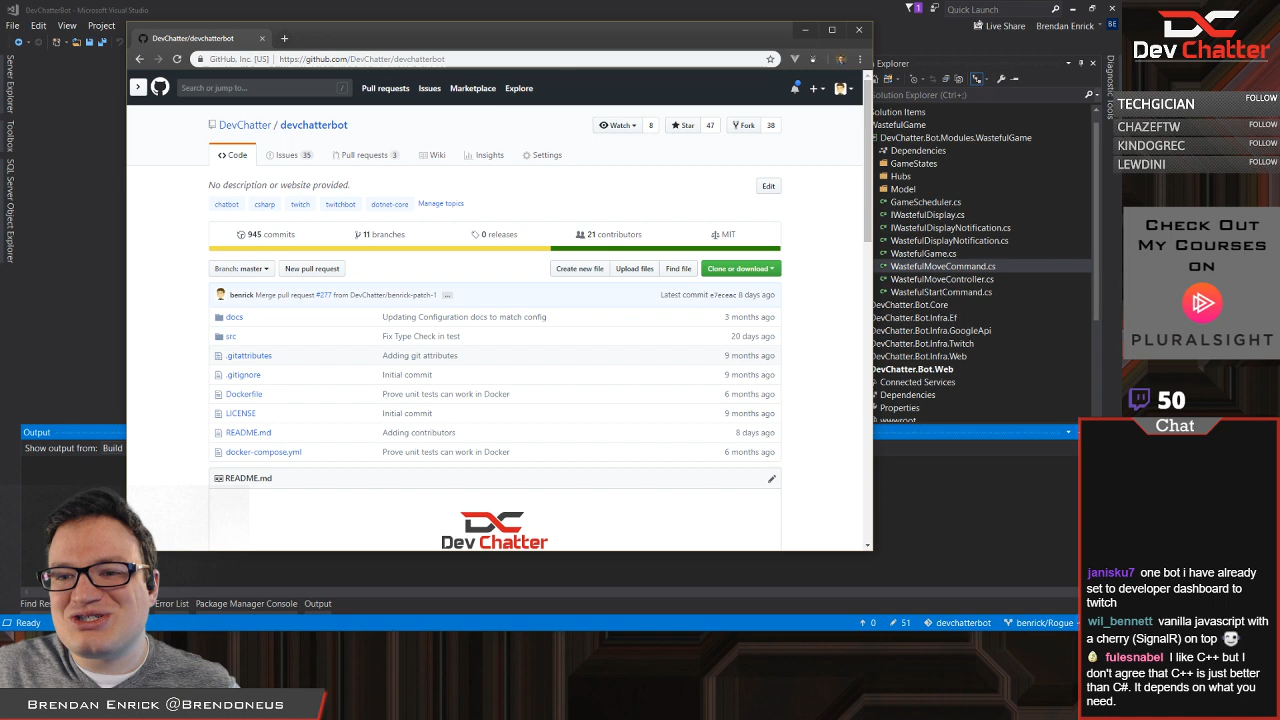 DevChatterBot - Microsoft Visual Studio
File Edit View Project
Quick Launch
Live Share Brendan Enrick BE
Server Explorer
Toolbox
SQL Server Object Explorer
DevChatter/devchatterbot
GitHub, Inc. [US] https://github.com/DevChatter/devchatterbot
Search or jump to... /
Pull requests Issues Marketplace Explore
DevChatter / devchatterbot
Watch 8 Star 47 Fork 38
Code Issues 35 Pull requests 3 Wiki Insights Settings
No description or website provided.
Edit
chatbot csharp twitch twitchbot dotnet-core Manage topics
945 commits 11 branches 0 releases 21 contributors MIT
Branch: master New pull request Create new file Upload files Find file Clone or download
benrick Merge pull request #277 from DevChatter/benrick-patch-1 ... Latest commit e7eceac 8 days ago
docs Updating Configuration docs to match config 3 months ago
src Fix Type Check in test 20 days ago
.gitattributes Adding git attributes 9 months ago
.gitignore Initial commit 9 months ago
Dockerfile Prove unit tests can work in Docker 6 months ago
LICENSE Initial commit 9 months ago
README.md Adding contributors 8 days ago
docker-compose.yml Prove unit tests can work in Docker 6 months ago
README.md
Dev Chatter
Explorer
Solution Explorer (Ctrl+;)
Solution Items
WastefulGame
DevChatter.Bot.Modules.WastefulGame
Dependencies
GameStates
Hubs
Model
GameScheduler.cs
IWastefulDisplay.cs
IWastefulDisplayNotification.cs
WastefulDisplayNotification.cs
WastefulGame.cs
WastefulMoveCommand.cs
WastefulMoveController.cs
WastefulStartCommand.cs
DevChatter.Bot.Core
DevChatter.Bot.Infra.Ef
DevChatter.Bot.Infra.GoogleApi
DevChatter.Bot.Infra.Twitch
DevChatter.Bot.Infra.Web
DevChatter.Bot.Web
Connected Services
Dependencies
Properties
wwwroot
Diagnostic Tools
Output
Show output from: Build
Find Res Error List Package Manager Console Output
Ready
0 51 devchatterbot benrick/Rogue
Dev Chatter
TECHGICIAN FOLLOW
CHAZEFTW FOLLOW
KINDOGREC FOLLOW
LEWDINI FOLLOW
CHECK OUT
MY COURSES
ON
PLURALSIGHT
50
Chat
janisku7 one bot i have already
set to developer dashboard to
twitch
wil_bennett vanilla javascript with
a cherry (SignalR) on top
fulesnabel I like C++ but I
don't agree that C++ is just better
than C#. It depends on what you
need.
BRENDAN ENRICK @BRENDONEUS